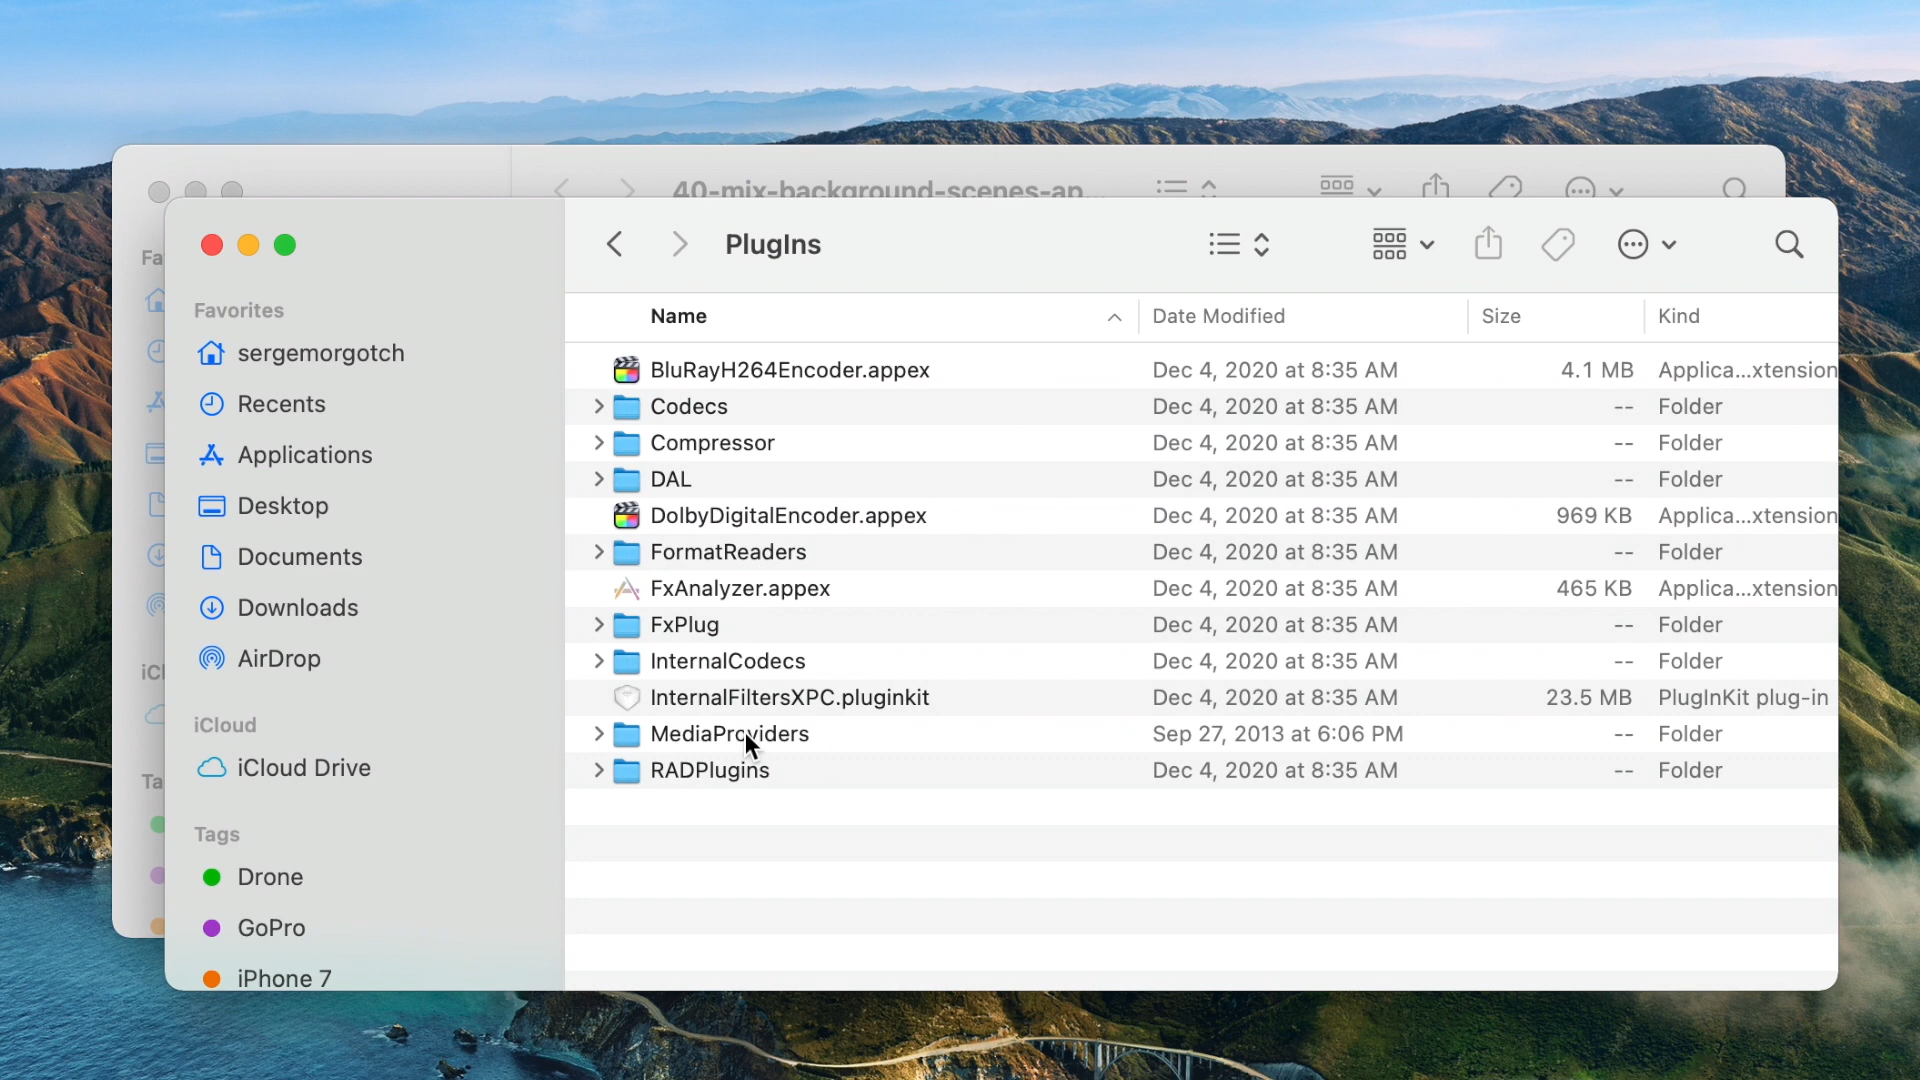 40-mix-background-scenes-ap...
Fa
iCl
Ta
PlugIns
Favorites
sergemorgotch
Recents
Applications
Desktop
Documents
Downloads
AirDrop
iCloud
iCloud Drive
Tags
Drone
GoPro
iPhone 7
Name Date Modified Size Kind
BluRayH264Encoder.appex Dec 4, 2020 at 8:35 AM 4.1 MB Applica...xtension
Codecs Dec 4, 2020 at 8:35 AM -- Folder
Compressor Dec 4, 2020 at 8:35 AM -- Folder
DAL Dec 4, 2020 at 8:35 AM -- Folder
DolbyDigitalEncoder.appex Dec 4, 2020 at 8:35 AM 969 KB Applica...xtension
FormatReaders Dec 4, 2020 at 8:35 AM -- Folder
FxAnalyzer.appex Dec 4, 2020 at 8:35 AM 465 KB Applica...xtension
FxPlug Dec 4, 2020 at 8:35 AM -- Folder
InternalCodecs Dec 4, 2020 at 8:35 AM -- Folder
InternalFiltersXPC.pluginkit Dec 4, 2020 at 8:35 AM 23.5 MB PlugInKit plug-in
MediaProviders Sep 27, 2013 at 6:06 PM -- Folder
RADPlugins Dec 4, 2020 at 8:35 AM -- Folder